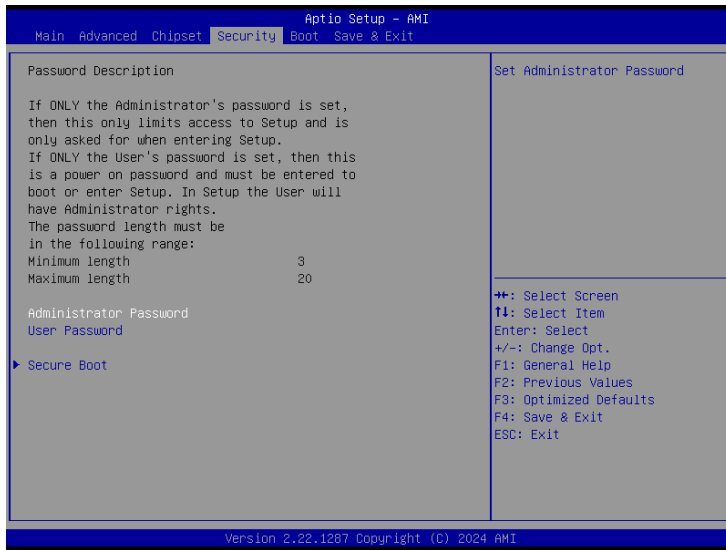 Aptio Setup – AMI
Main Advanced Chipset Security Boot Save & Exit
Password Description
If ONLY the Administrator's password is set,
then this only limits access to Setup and is
only asked for when entering Setup.
If ONLY the User's password is set, then this
is a power on password and must be entered to
boot or enter Setup. In Setup the User will
have Administrator rights.
The password length must be
in the following range:
Minimum length 3
Maximum length 20
Administrator Password
User Password
Secure Boot
Set Administrator Password
→←: Select Screen
↑↓: Select Item
Enter: Select
+/-: Change Opt.
F1: General Help
F2: Previous Values
F3: Optimized Defaults
F4: Save & Exit
ESC: Exit
Version 2.22.1287 Copyright (C) 2024 AMI